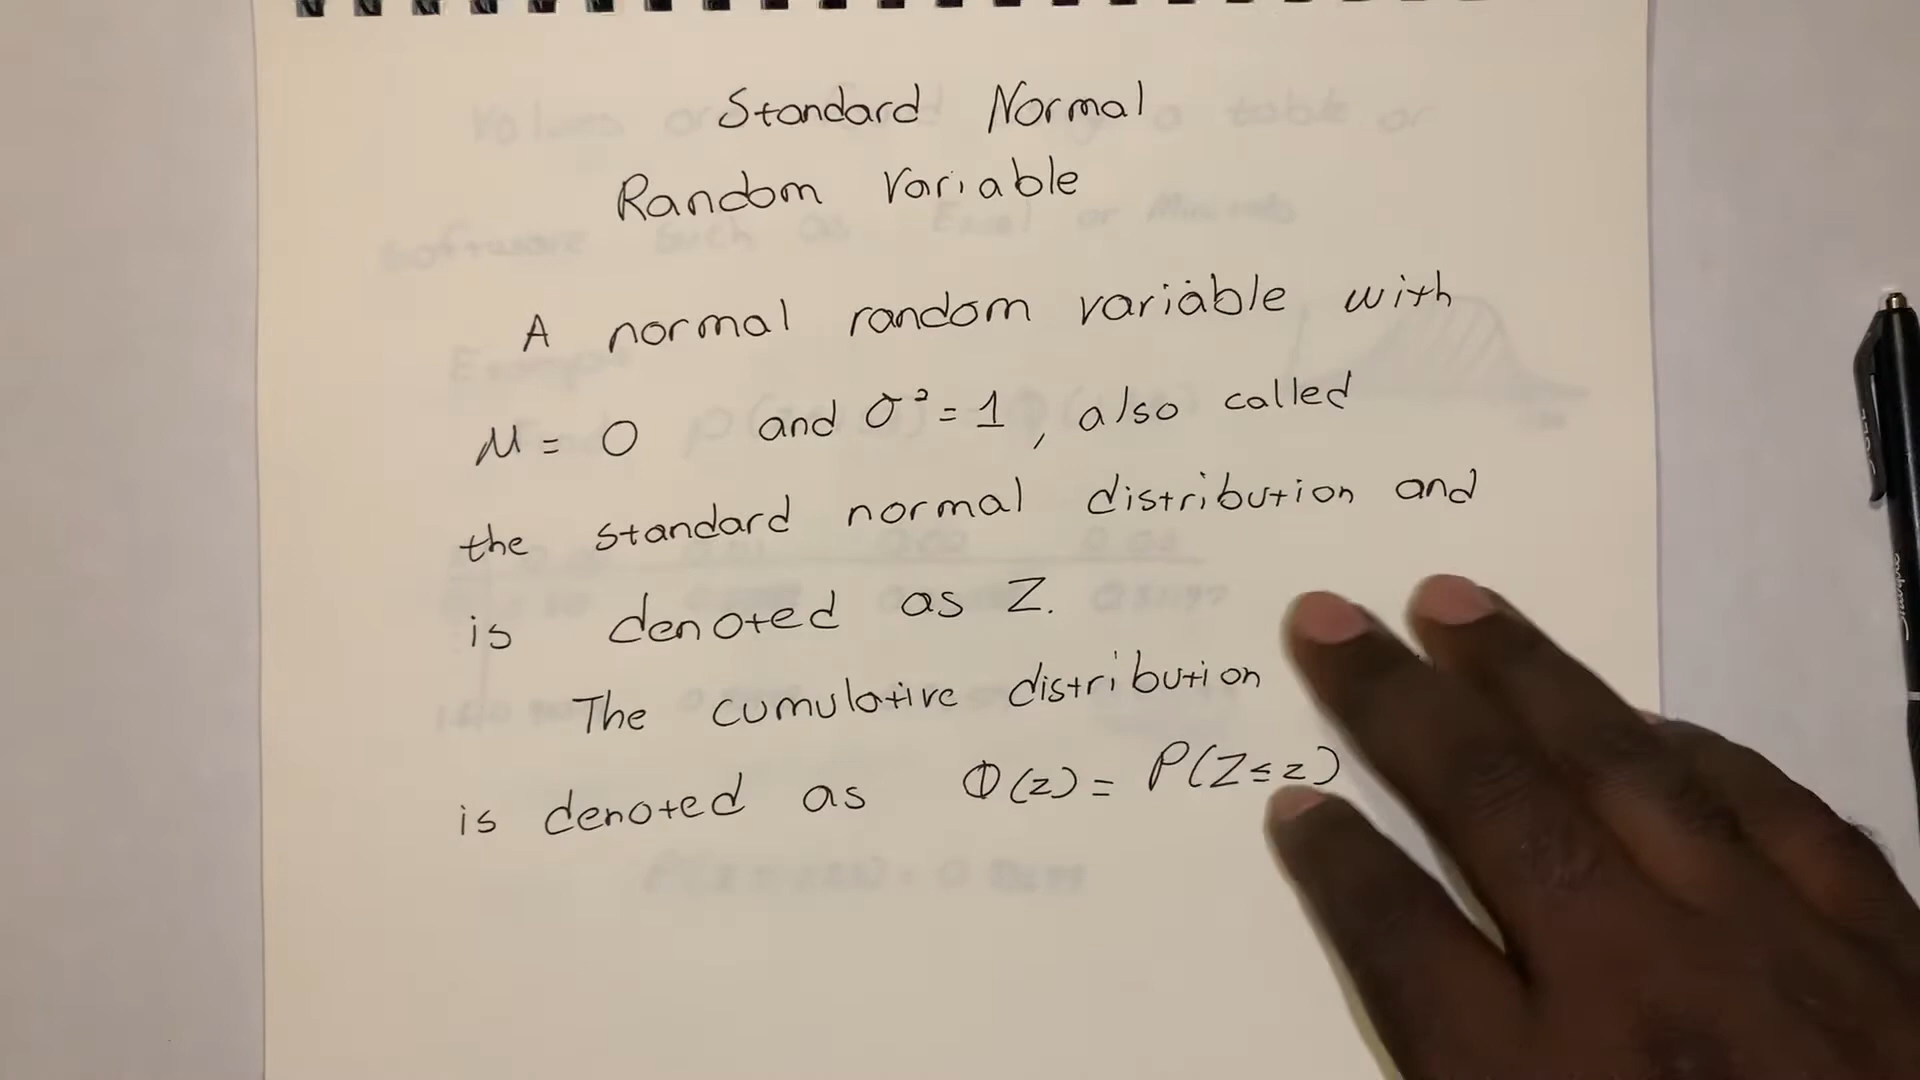 Standard Normal
Random Variable
A normal random variable with
μ = 0 and σ² = 1, also called
the standard normal distribution and
is denoted as Z.
The cumulative distribution
is denoted as Φ(z) = P(Z≤z)